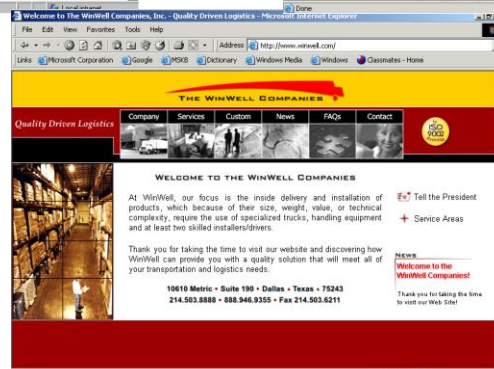 Local intranet
Done
Welcome to The WinWell Companies, Inc. - Quality Driven Logistics - Microsoft Internet Explorer
File Edit View Favorites Tools Help
Address http://www.winwell.com/
Links Microsoft Corporation Google MSKB Dictionary Windows Media Windows Classmates - Home
THE WINWELL COMPANIES
Quality Driven Logistics
Company Services Custom News FAQs Contact
ISO
9002
Process
WELCOME TO THE WINWELL COMPANIES
At WinWell, our focus is the inside delivery and installation of
products, which because of their size, weight, value, or technical
complexity, require the use of specialized trucks, handling equipment
and at least two skilled installers/drivers.
Tell the President
Service Areas
Thank you for taking the time to visit our website and discovering how
WinWell can provide you with a quality solution that will meet all of
your transportation and logistics needs.
NEWS
Welcome to the
WinWell Companies!
Thank you for taking the time
to visit our Web Site!
10610 Metric • Suite 190 • Dallas • Texas • 75243
214.503.8888 • 888.946.9355 • Fax 214.503.6211